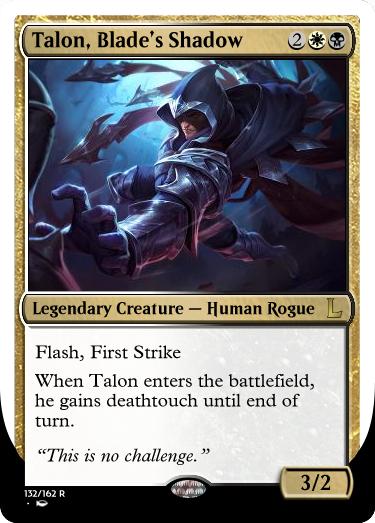 Talon, Blade's Shadow 2
Legendary Creature — Human Rogue L
Flash, First Strike
When Talon enters the battlefield,
he gains deathtouch until end of
turn.
“This is no challenge.”
3/2
132/162 R